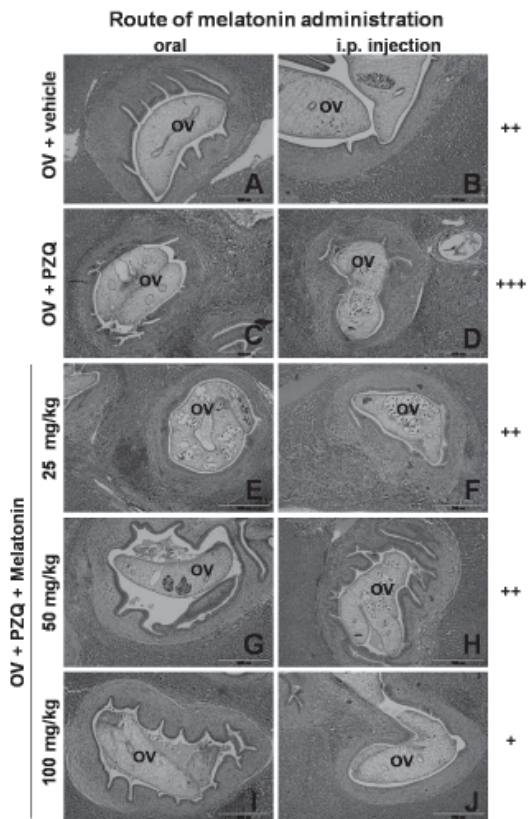 Route of melatonin administration
oral i.p. injection
OV + vehicle
OV A
OV B
++
OV + PZQ
OV C
OV D
+++
OV + PZQ + Melatonin
25 mg/kg
OV E
OV F
++
50 mg/kg
OV G
OV H
++
100 mg/kg
OV I
OV J
+